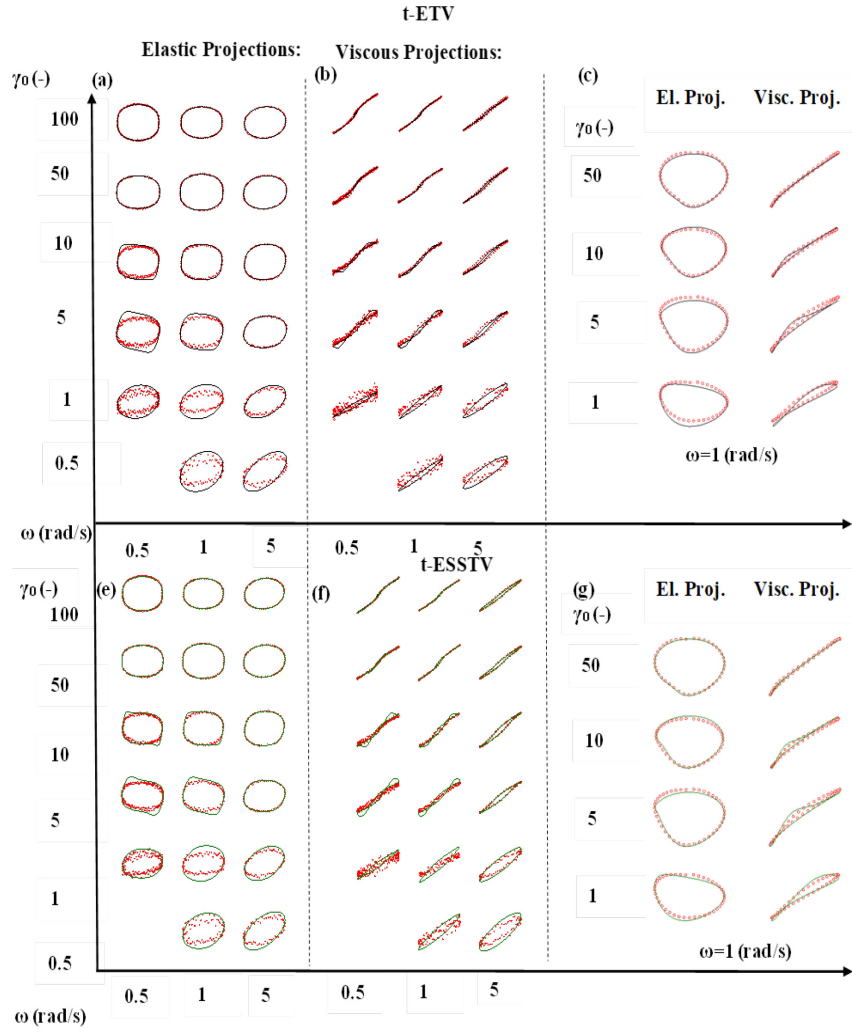 t-ETV
Elastic Projections:
Viscous Projections:
γ₀ (-)
(a)
(b)
(c)
El. Proj.
Visc. Proj.
γ₀ (-)
100
50
10
5
1
0.5
50
10
5
1
ω=1 (rad/s)
ω (rad/s)
0.5
1
5
0.5
1
5
t-ESSTV
γ₀ (-)
(e)
(f)
(g)
El. Proj.
Visc. Proj.
γ₀ (-)
100
50
10
5
1
0.5
50
10
5
1
ω=1 (rad/s)
ω (rad/s)
0.5
1
5
0.5
1
5